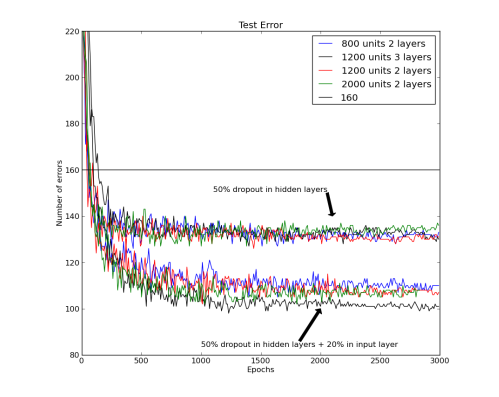 Test Error
220
200
180
160
140
120
100
80
Number of errors
800 units 2 layers
1200 units 3 layers
1200 units 2 layers
2000 units 2 layers
160
50% dropout in hidden layers
50% dropout in hidden layers + 20% in input layer
0 500 1000 1500 2000 2500 3000
Epochs